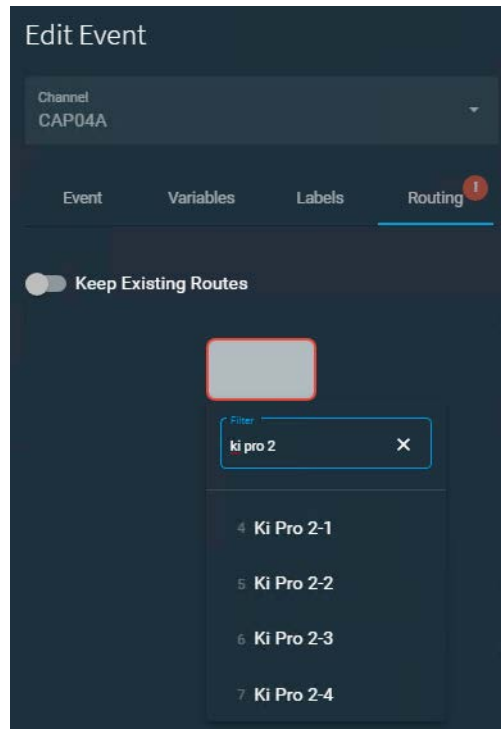 Edit Event
Channel
CAP04A
Event Variables Labels Routing 1
Keep Existing Routes
Filter
ki pro 2
4 Ki Pro 2-1
5 Ki Pro 2-2
6 Ki Pro 2-3
7 Ki Pro 2-4